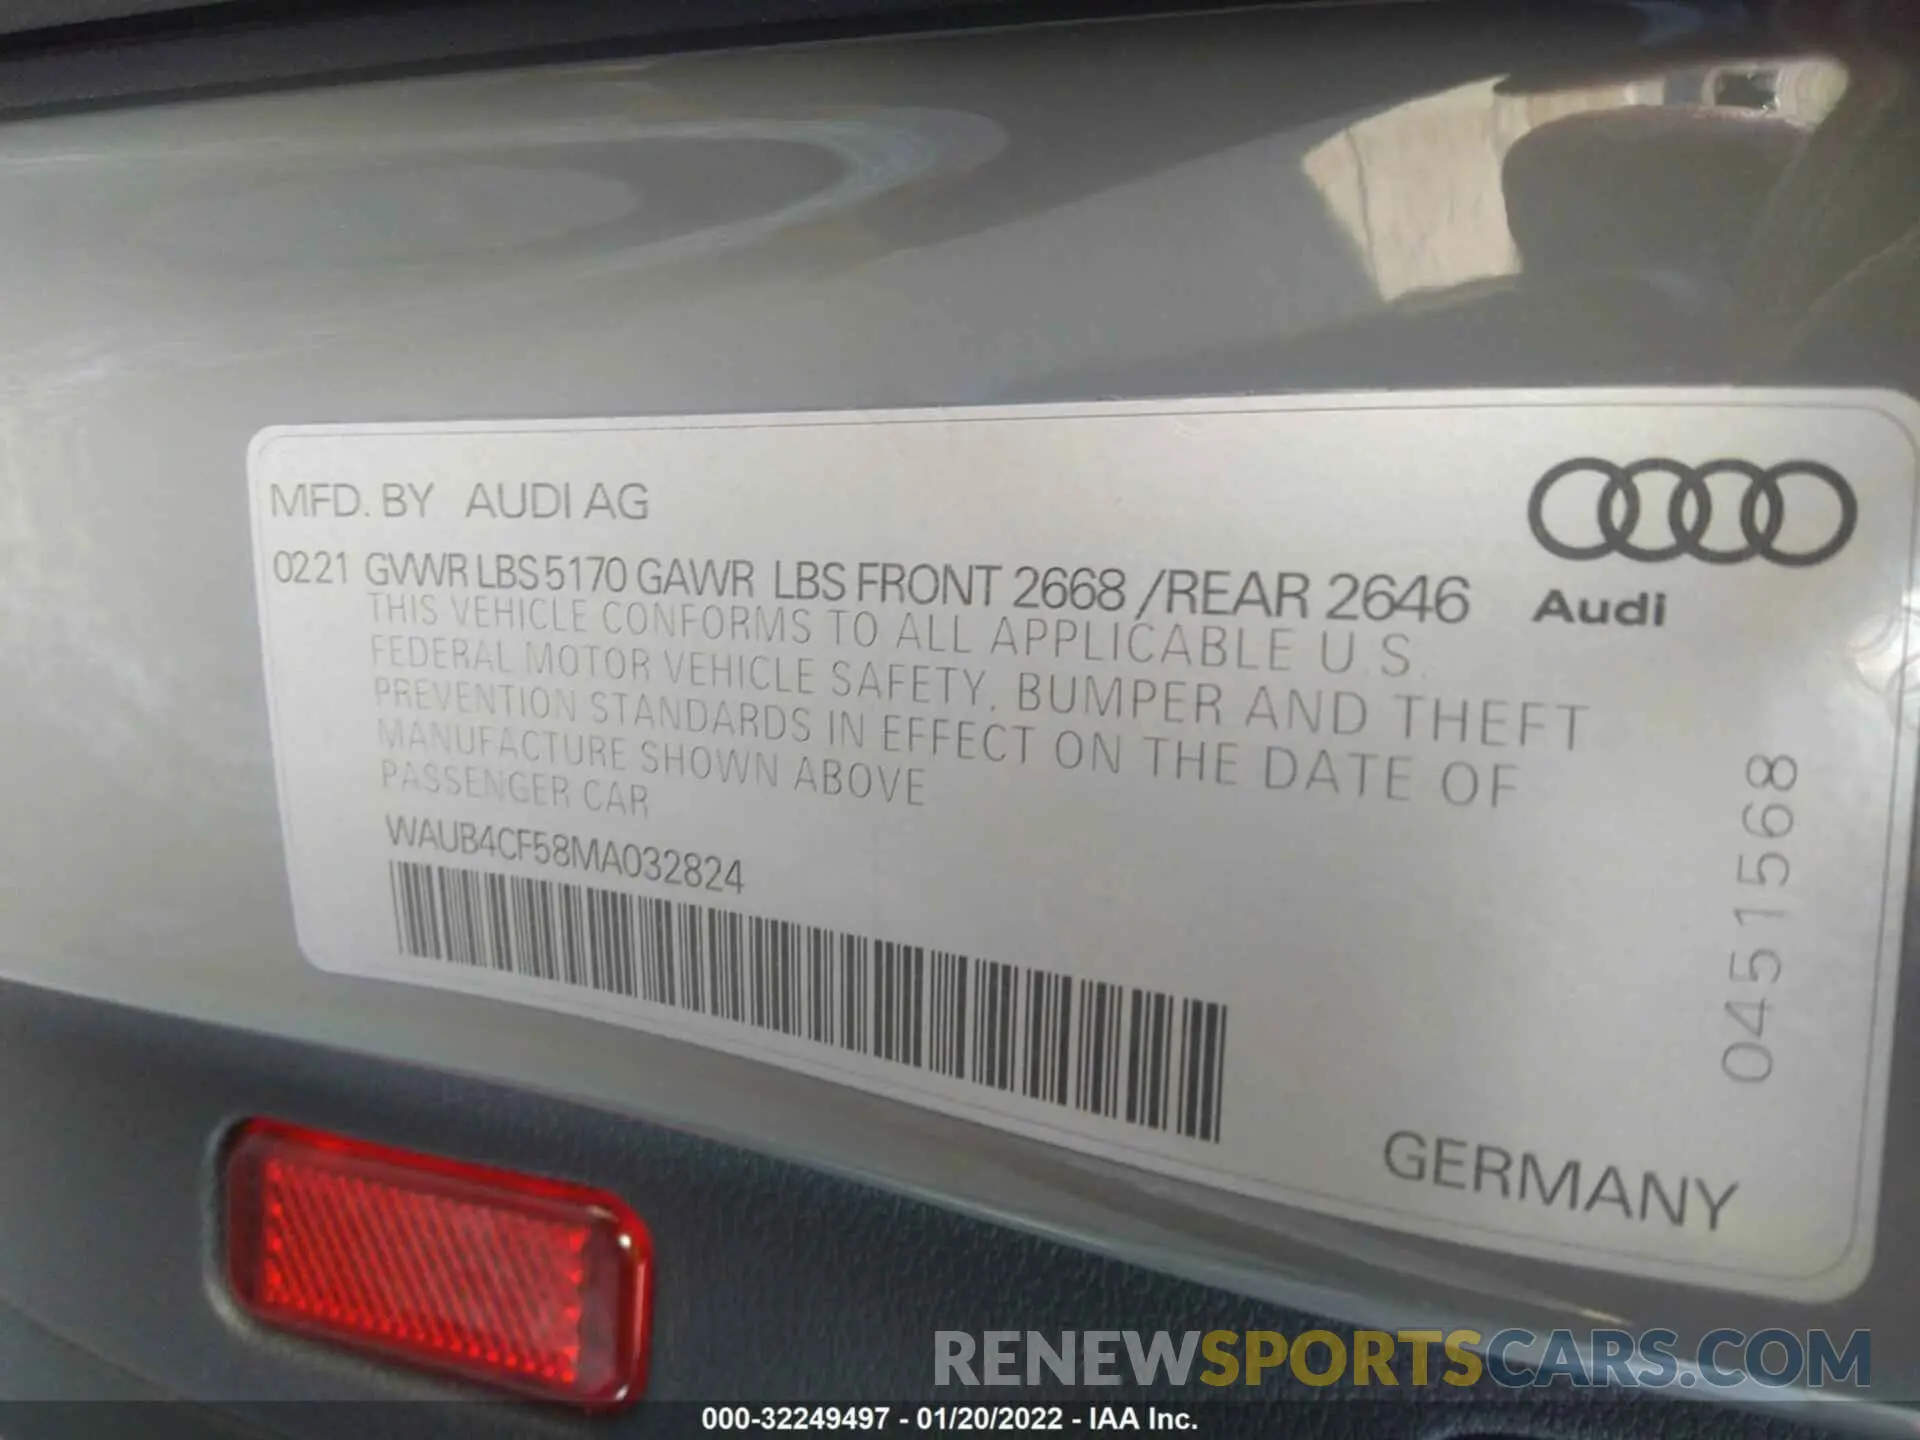 MFD. BY AUDI AG
0221 GVWR LBS 5170 GAWR LBS FRONT 2668 /REAR 2646
Audi
THIS VEHICLE CONFORMS TO ALL APPLICABLE U.S.
FEDERAL MOTOR VEHICLE SAFETY, BUMPER AND THEFT
PREVENTION STANDARDS IN EFFECT ON THE DATE OF
MANUFACTURE SHOWN ABOVE
PASSENGER CAR
WAUB4CF58MA032824
0451568
GERMANY
RENEWSPORTSCARS.COM
000-32249497 - 01/20/2022 - IAA Inc.